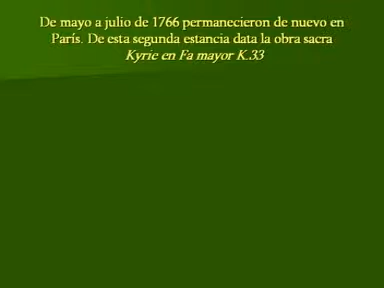 De mayo a julio de 1766 permanecieron de nuevo en
París. De esta segunda estancia data la obra sacra
Kyrie en Fa mayor K.33